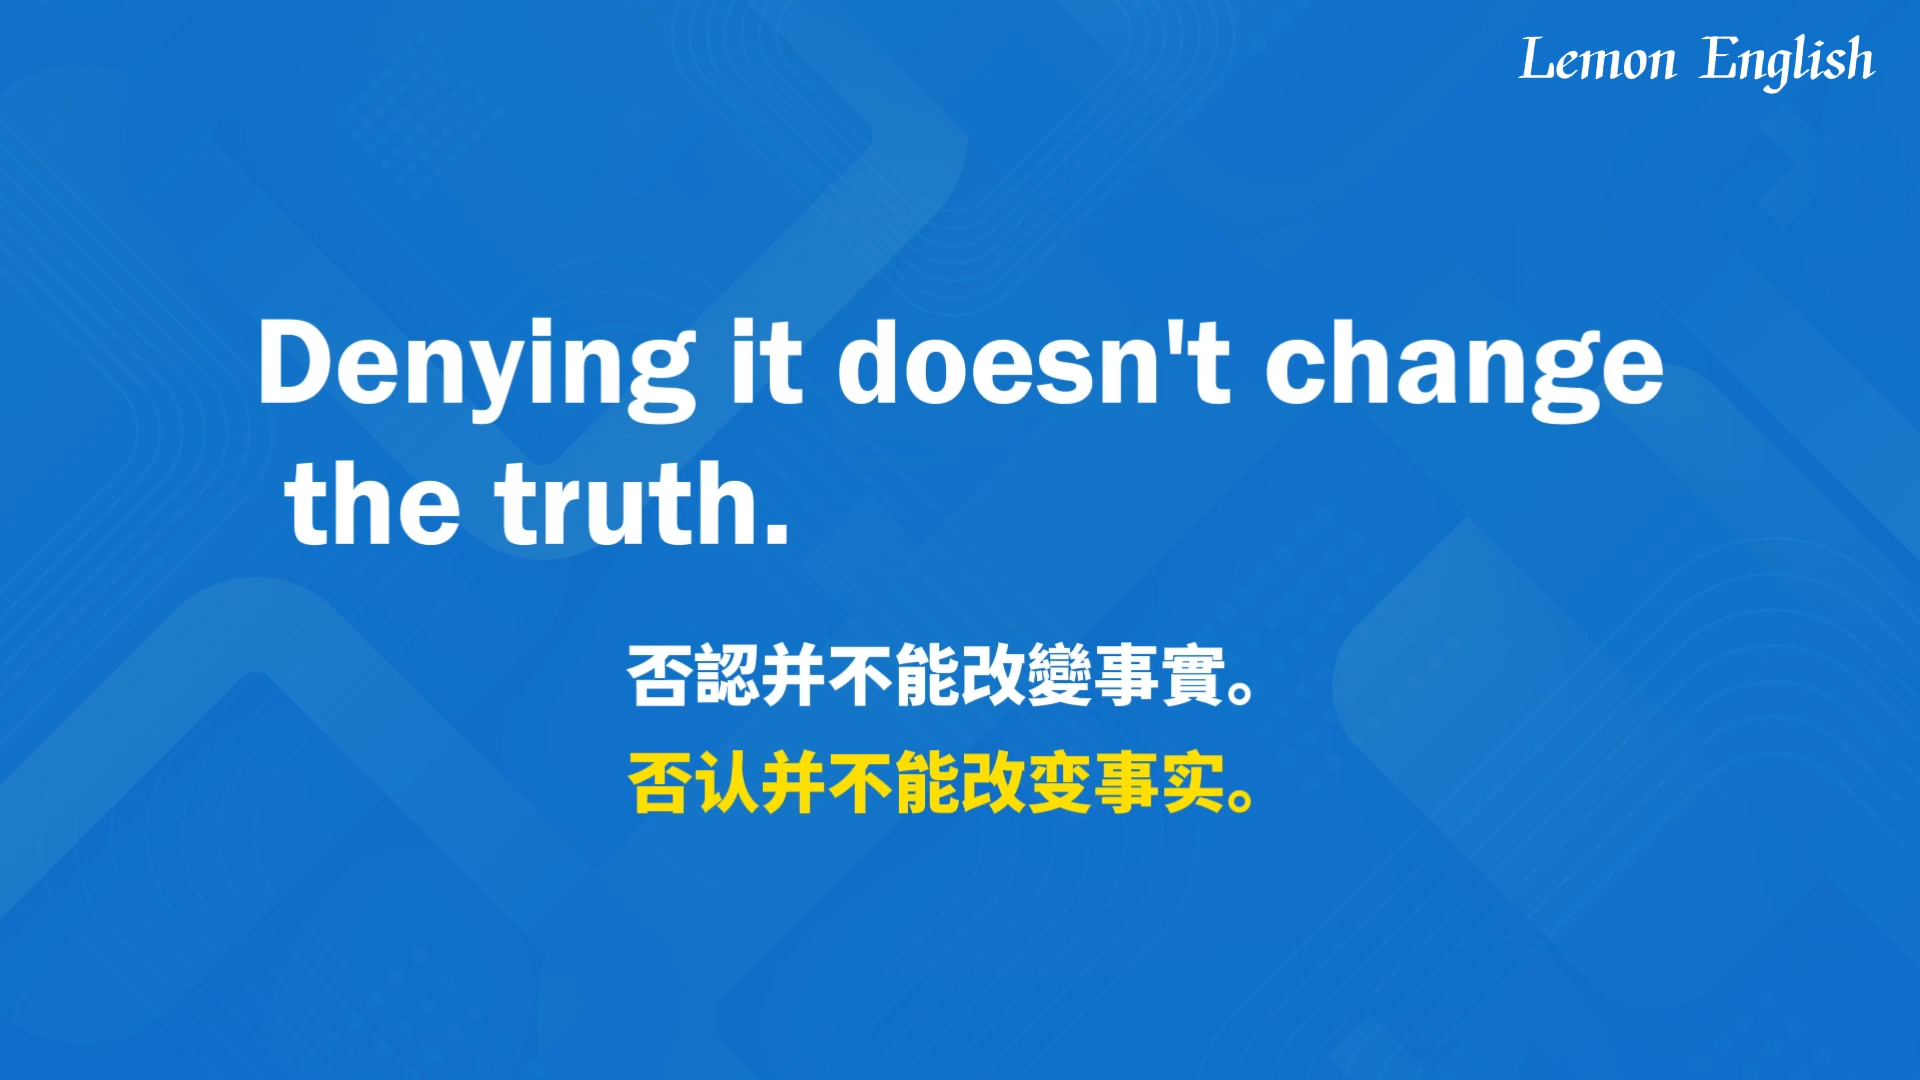 Lemon English
Denying it doesn't change
the truth.
否認并不能改變事實。
否认并不能改变事实。